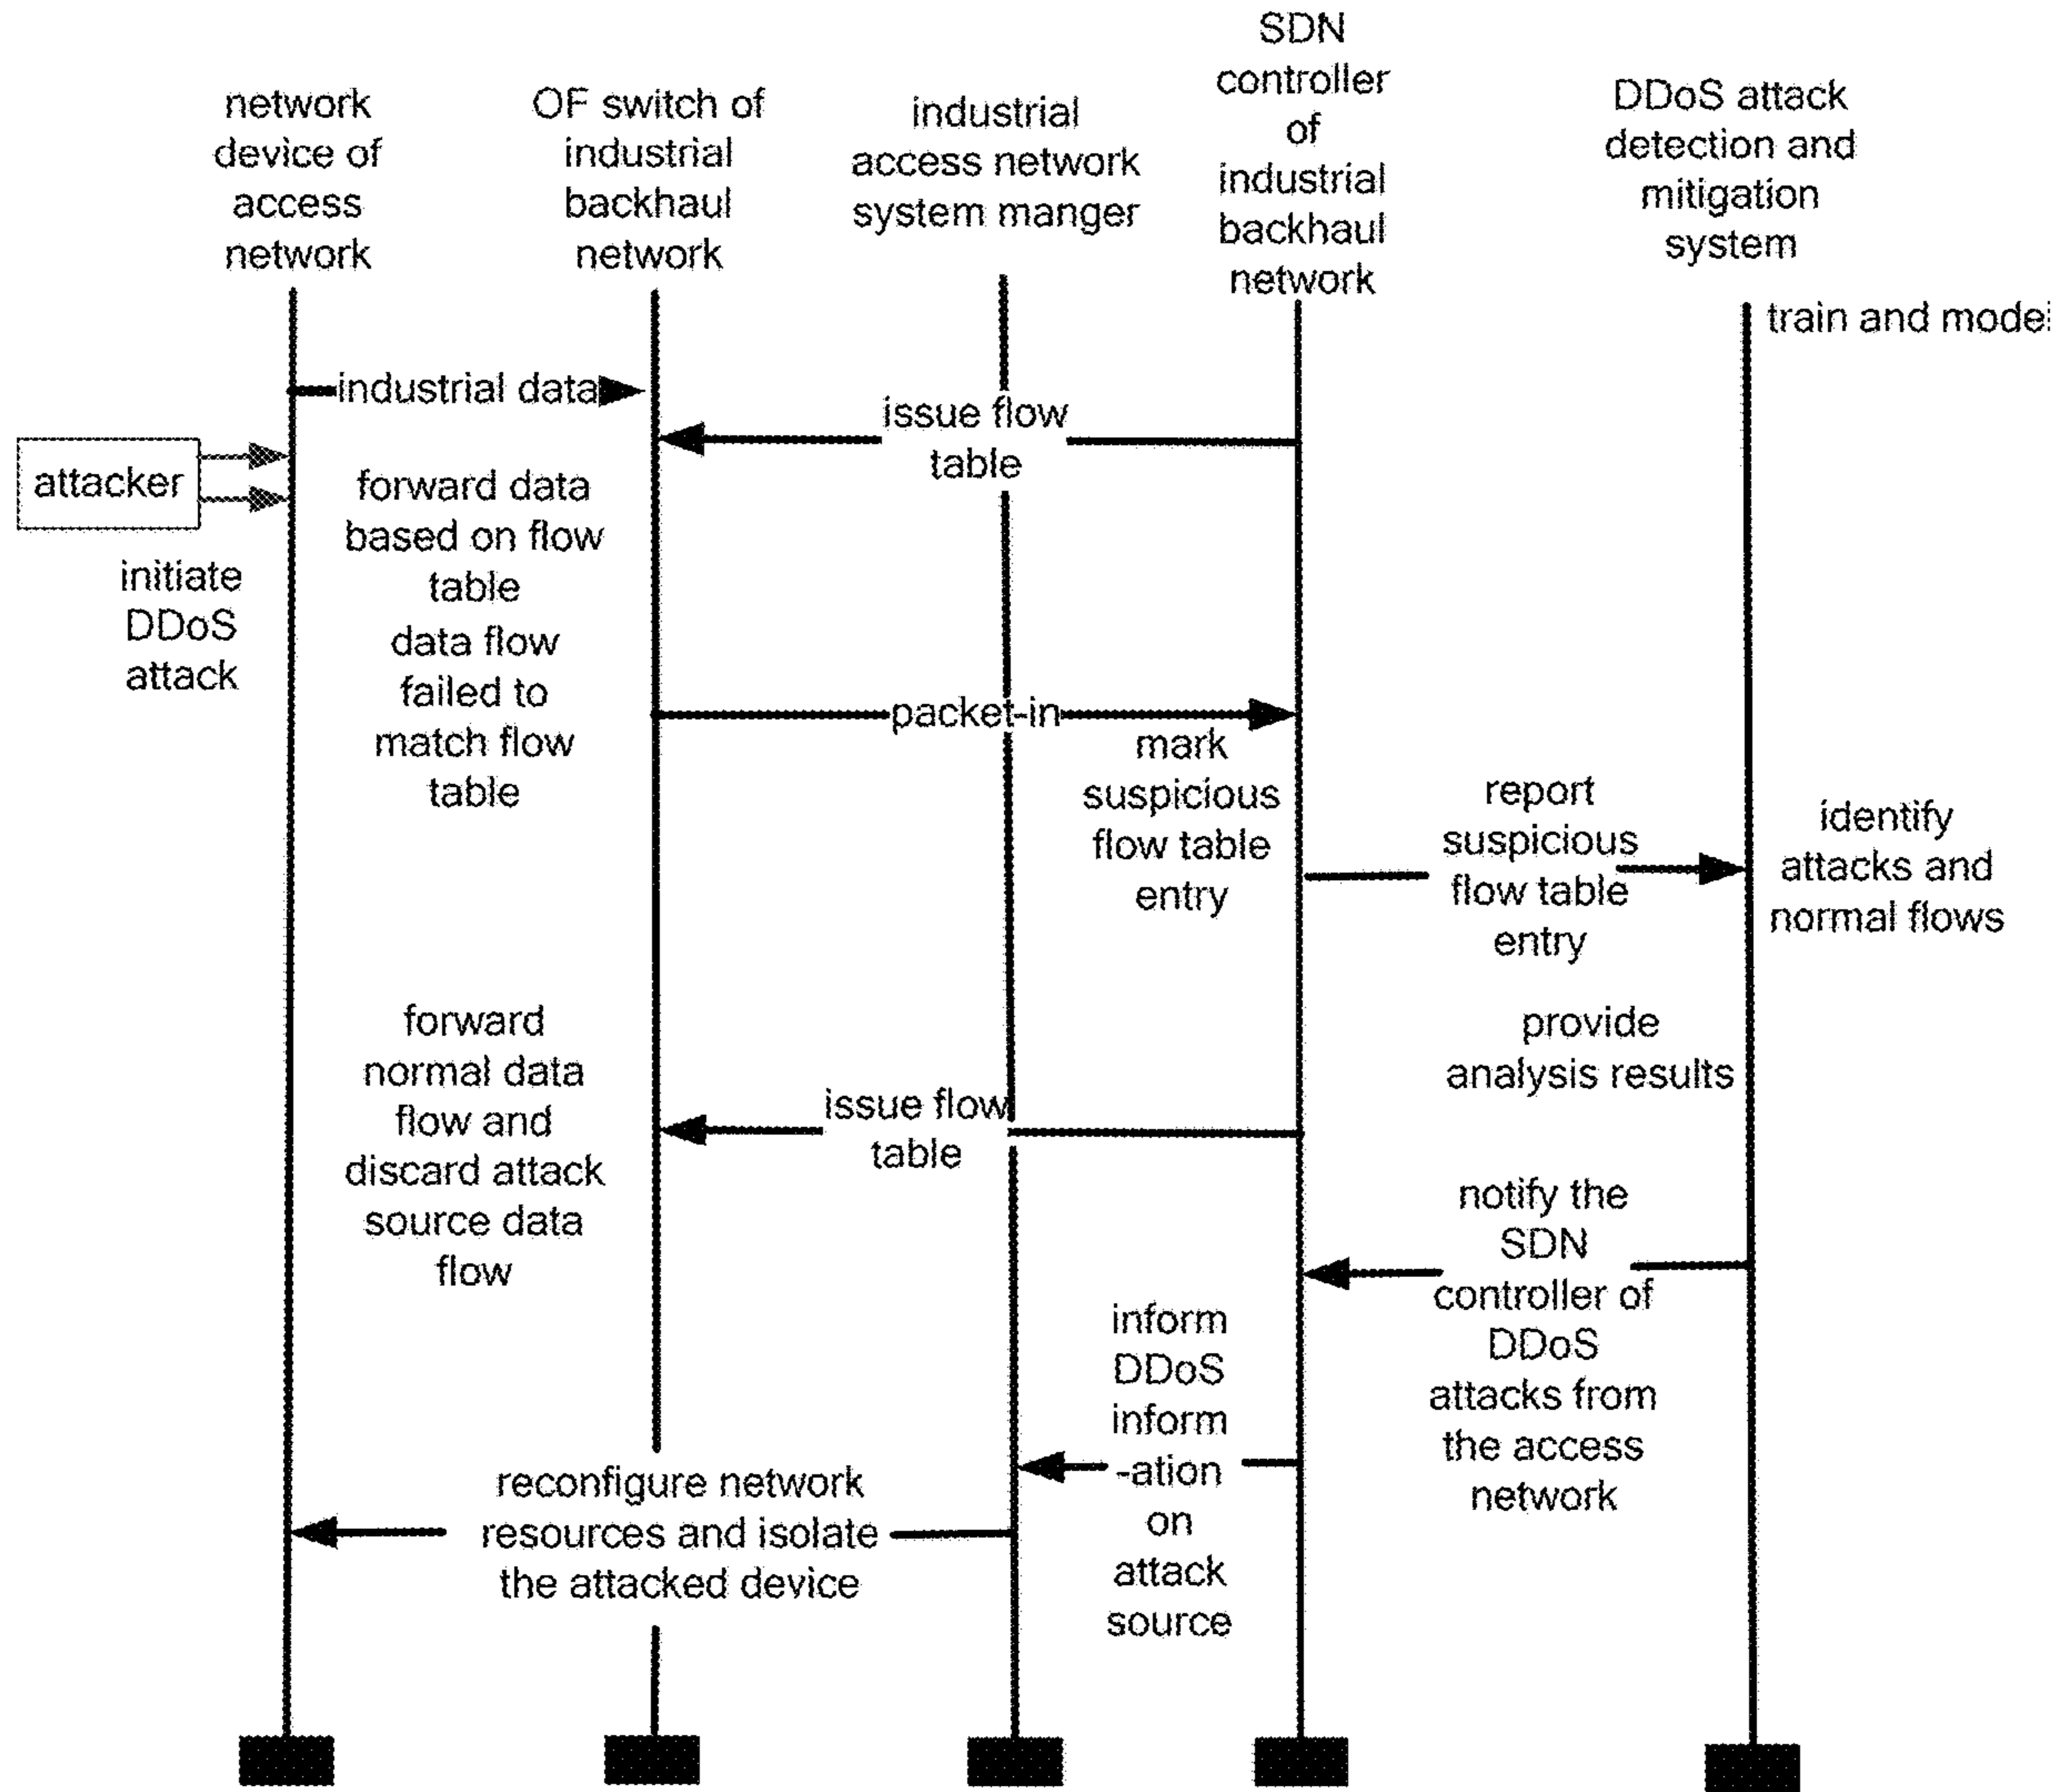 network
device of
access
network
OF switch of
industrial
backhaul
network
industrial
access network
system manger
SDN
controller
of
industrial
backhaul
network
DDoS attack
detection and
mitigation
system
train and model
industrial data
issue flow
table
attacker
initiate
DDoS
attack
forward data
based on flow
table
data flow
failed to
match flow
table
packet-in
mark
suspicious
flow table
entry
report
suspicious
flow table
entry
identify
attacks and
normal flows
provide
analysis results
forward
normal data
flow and
discard attack
source data
flow
issue flow
table
notify the
SDN
controller of
DDoS
attacks from
the access
network
inform
DDoS
inform
-ation
on
attack
source
reconfigure network
resources and isolate
the attacked device